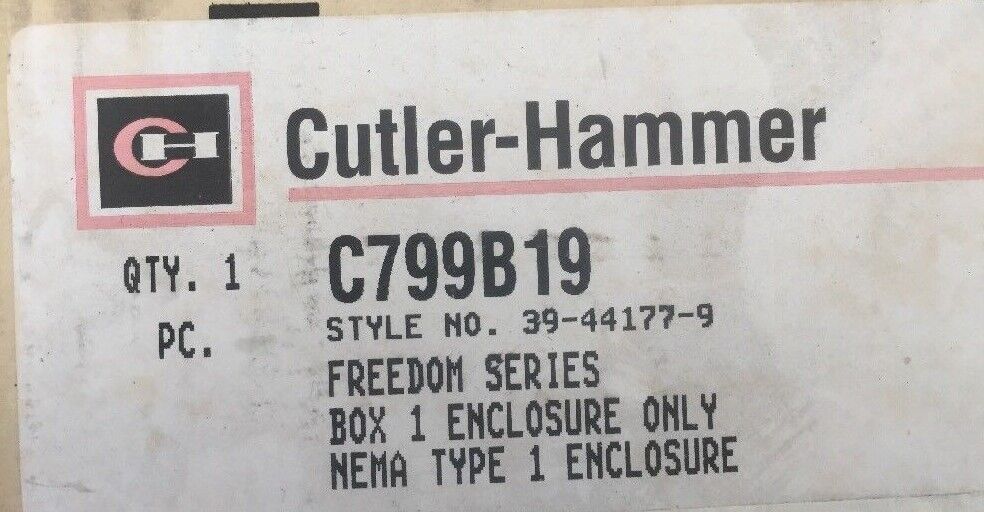 CH
Cutler-Hammer
QTY. 1
PC.
C799B19
STYLE NO. 39-44177-9
FREEDOM SERIES
BOX 1 ENCLOSURE ONLY
NEMA TYPE 1 ENCLOSURE